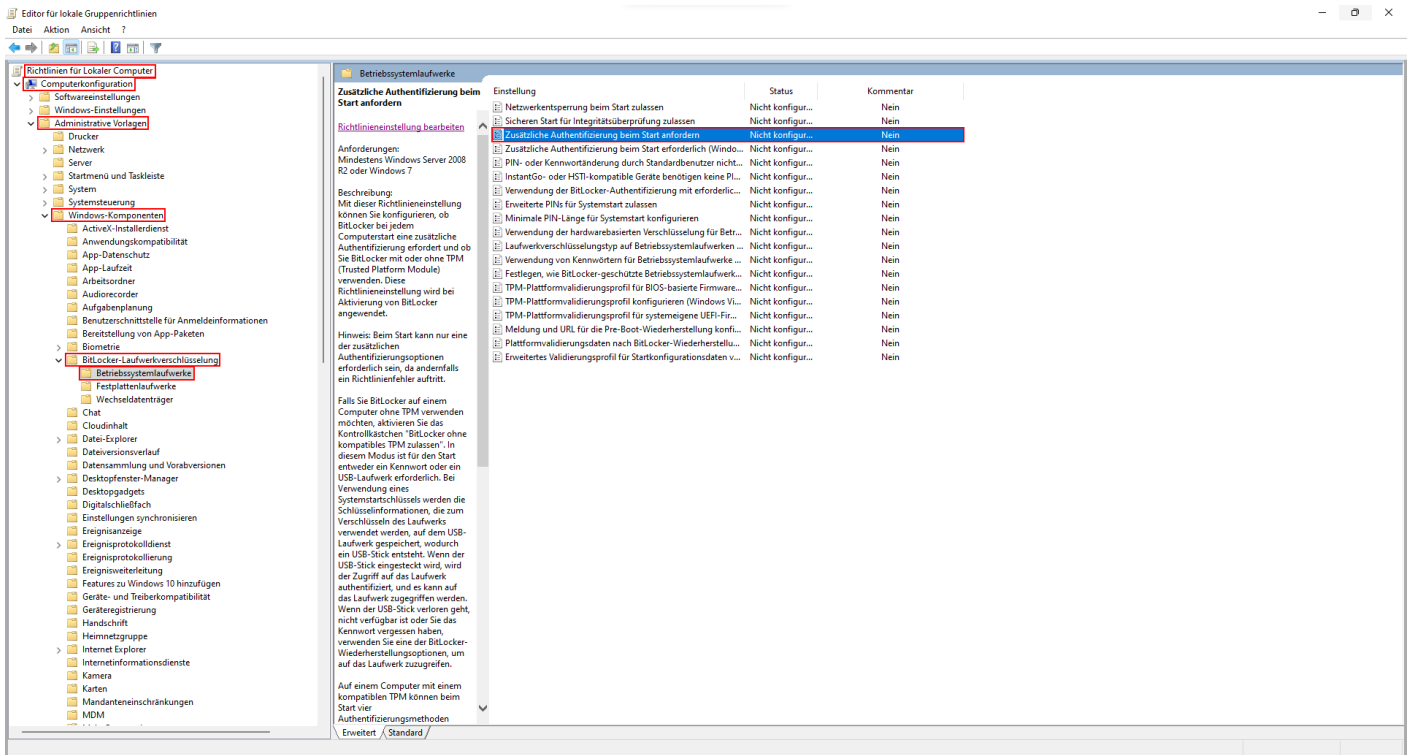 Editor für lokale Gruppenrichtlinien
Datei Aktion Ansicht ?
Richtlinien für Lokaler Computer
Computerkonfiguration
Softwareeinstellungen
Windows-Einstellungen
Administrative Vorlagen
Drucker
Netzwerk
Server
Startmenü und Taskleiste
System
Systemsteuerung
Windows-Komponenten
ActiveX-Installerdienst
Anwendungskompatibilität
App-Datenschutz
App-Laufzeit
Arbeitsordner
Audiorecorder
Aufgabenplanung
Benutzerschnittstelle für Anmeldeinformationen
Bereitstellung von App-Paketen
Biometrie
BitLocker-Laufwerkverschlüsselung
Betriebssystemlaufwerke
Festplattenlaufwerke
Wechseldatenträger
Chat
Cloudinhalt
Datei-Explorer
Dateiversionsverlauf
Datensammlung und Vorabversionen
Desktopfenster-Manager
Desktopgadgets
Digitalschließfach
Einstellungen synchronisieren
Ereignisanzeige
Ereignisprotokolldienst
Ereignisprotokollierung
Ereignisweiterleitung
Features zu Windows 10 hinzufügen
Geräte- und Treiberkompatibilität
Geräteregistrierung
Handschrift
Heimnetzgruppe
Internet Explorer
Internetinformationsdienste
Kamera
Karten
Mandanteneinschränkungen
MDM
Betriebssystemlaufwerke
Zusätzliche Authentifizierung beim
Start anfordern
Richtlinieneinstellung bearbeiten
Anforderungen:
Mindestens Windows Server 2008
R2 oder Windows 7
Beschreibung:
Mit dieser Richtlinieneinstellung
können Sie konfigurieren, ob
BitLocker bei jedem
Computerstart eine zusätzliche
Authentifizierung erfordert und ob
Sie BitLocker mit oder ohne TPM
(Trusted Platform Module)
verwenden. Diese
Richtlinieneinstellung wird bei
Aktivierung von BitLocker
angewendet.
Hinweis: Beim Start kann nur eine
der zusätzlichen
Authentifizierungsoptionen
erforderlich sein, da andernfalls
ein Richtlinienfehler auftritt.
Falls Sie BitLocker auf einem
Computer ohne TPM verwenden
möchten, aktivieren Sie das
Kontrollkästchen "BitLocker ohne
kompatibles TPM zulassen". In
diesem Modus ist für den Start
entweder ein Kennwort oder ein
USB-Laufwerk erforderlich. Bei
Verwendung eines
Systemstartschlüssels werden die
Schlüsselinformationen, die zum
Verschlüsseln des Laufwerks
verwendet werden, auf dem USB-
Laufwerk gespeichert, wodurch
ein USB-Stick entsteht. Wenn der
USB-Stick eingesteckt wird, wird
der Zugriff auf das Laufwerk
authentifiziert, und es kann auf
das Laufwerk zugegriffen werden.
Wenn der USB-Stick verloren geht,
nicht verfügbar ist oder Sie das
Kennwort vergessen haben,
verwenden Sie eine der BitLocker-
Wiederherstellungsoptionen, um
auf das Laufwerk zuzugreifen.
Auf einem Computer mit einem
kompatiblen TPM können beim
Start vier
Authentifizierungsmethoden
Einstellung Status Kommentar
Netzwerkentsperrung beim Start zulassen Nicht konfigur... Nein
Sicheren Start für Integritätsüberprüfung zulassen Nicht konfigur... Nein
Zusätzliche Authentifizierung beim Start anfordern Nicht konfigur... Nein
Zusätzliche Authentifizierung beim Start erforderlich (Windo... Nicht konfigur... Nein
PIN- oder Kennwortänderung durch Standardbenutzer nicht... Nicht konfigur... Nein
InstantGo- oder HSTI-kompatible Geräte benötigen keine PI... Nicht konfigur... Nein
Verwendung der BitLocker-Authentifizierung mit erforderlic... Nicht konfigur... Nein
Erweiterte PINs für Systemstart zulassen Nicht konfigur... Nein
Minimale PIN-Länge für Systemstart konfigurieren Nicht konfigur... Nein
Verwendung der hardwarebasierten Verschlüsselung für Betr... Nicht konfigur... Nein
Laufwerkverschlüsselungstyp auf Betriebssystemlaufwerken ... Nicht konfigur... Nein
Verwendung von Kennwörtern für Betriebssystemlaufwerke ... Nicht konfigur... Nein
Festlegen, wie BitLocker-geschützte Betriebssystemlaufwerk... Nicht konfigur... Nein
TPM-Plattformvalidierungsprofil für BIOS-basierte Firmware... Nicht konfigur... Nein
TPM-Plattformvalidierungsprofil konfigurieren (Windows Vi... Nicht konfigur... Nein
TPM-Plattformvalidierungsprofil für systemeigene UEFI-Fir... Nicht konfigur... Nein
Meldung und URL für die Pre-Boot-Wiederherstellung konfi... Nicht konfigur... Nein
Plattformvalidierungsdaten nach BitLocker-Wiederherstellu... Nicht konfigur... Nein
Erweitertes Validierungsprofil für Startkonfigurationsdaten v... Nicht konfigur... Nein
Erweitert Standard